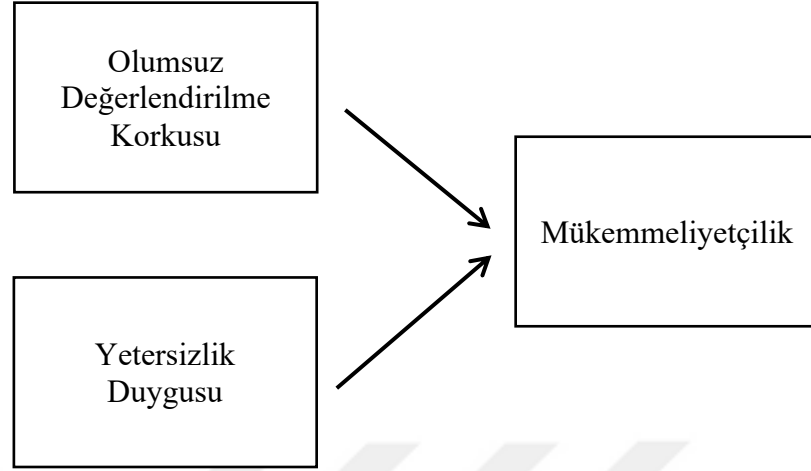 Olumsuz
Değerlendirilme
Korkusu
Mükemmeliyetçilik
Yetersizlik
Duygusu